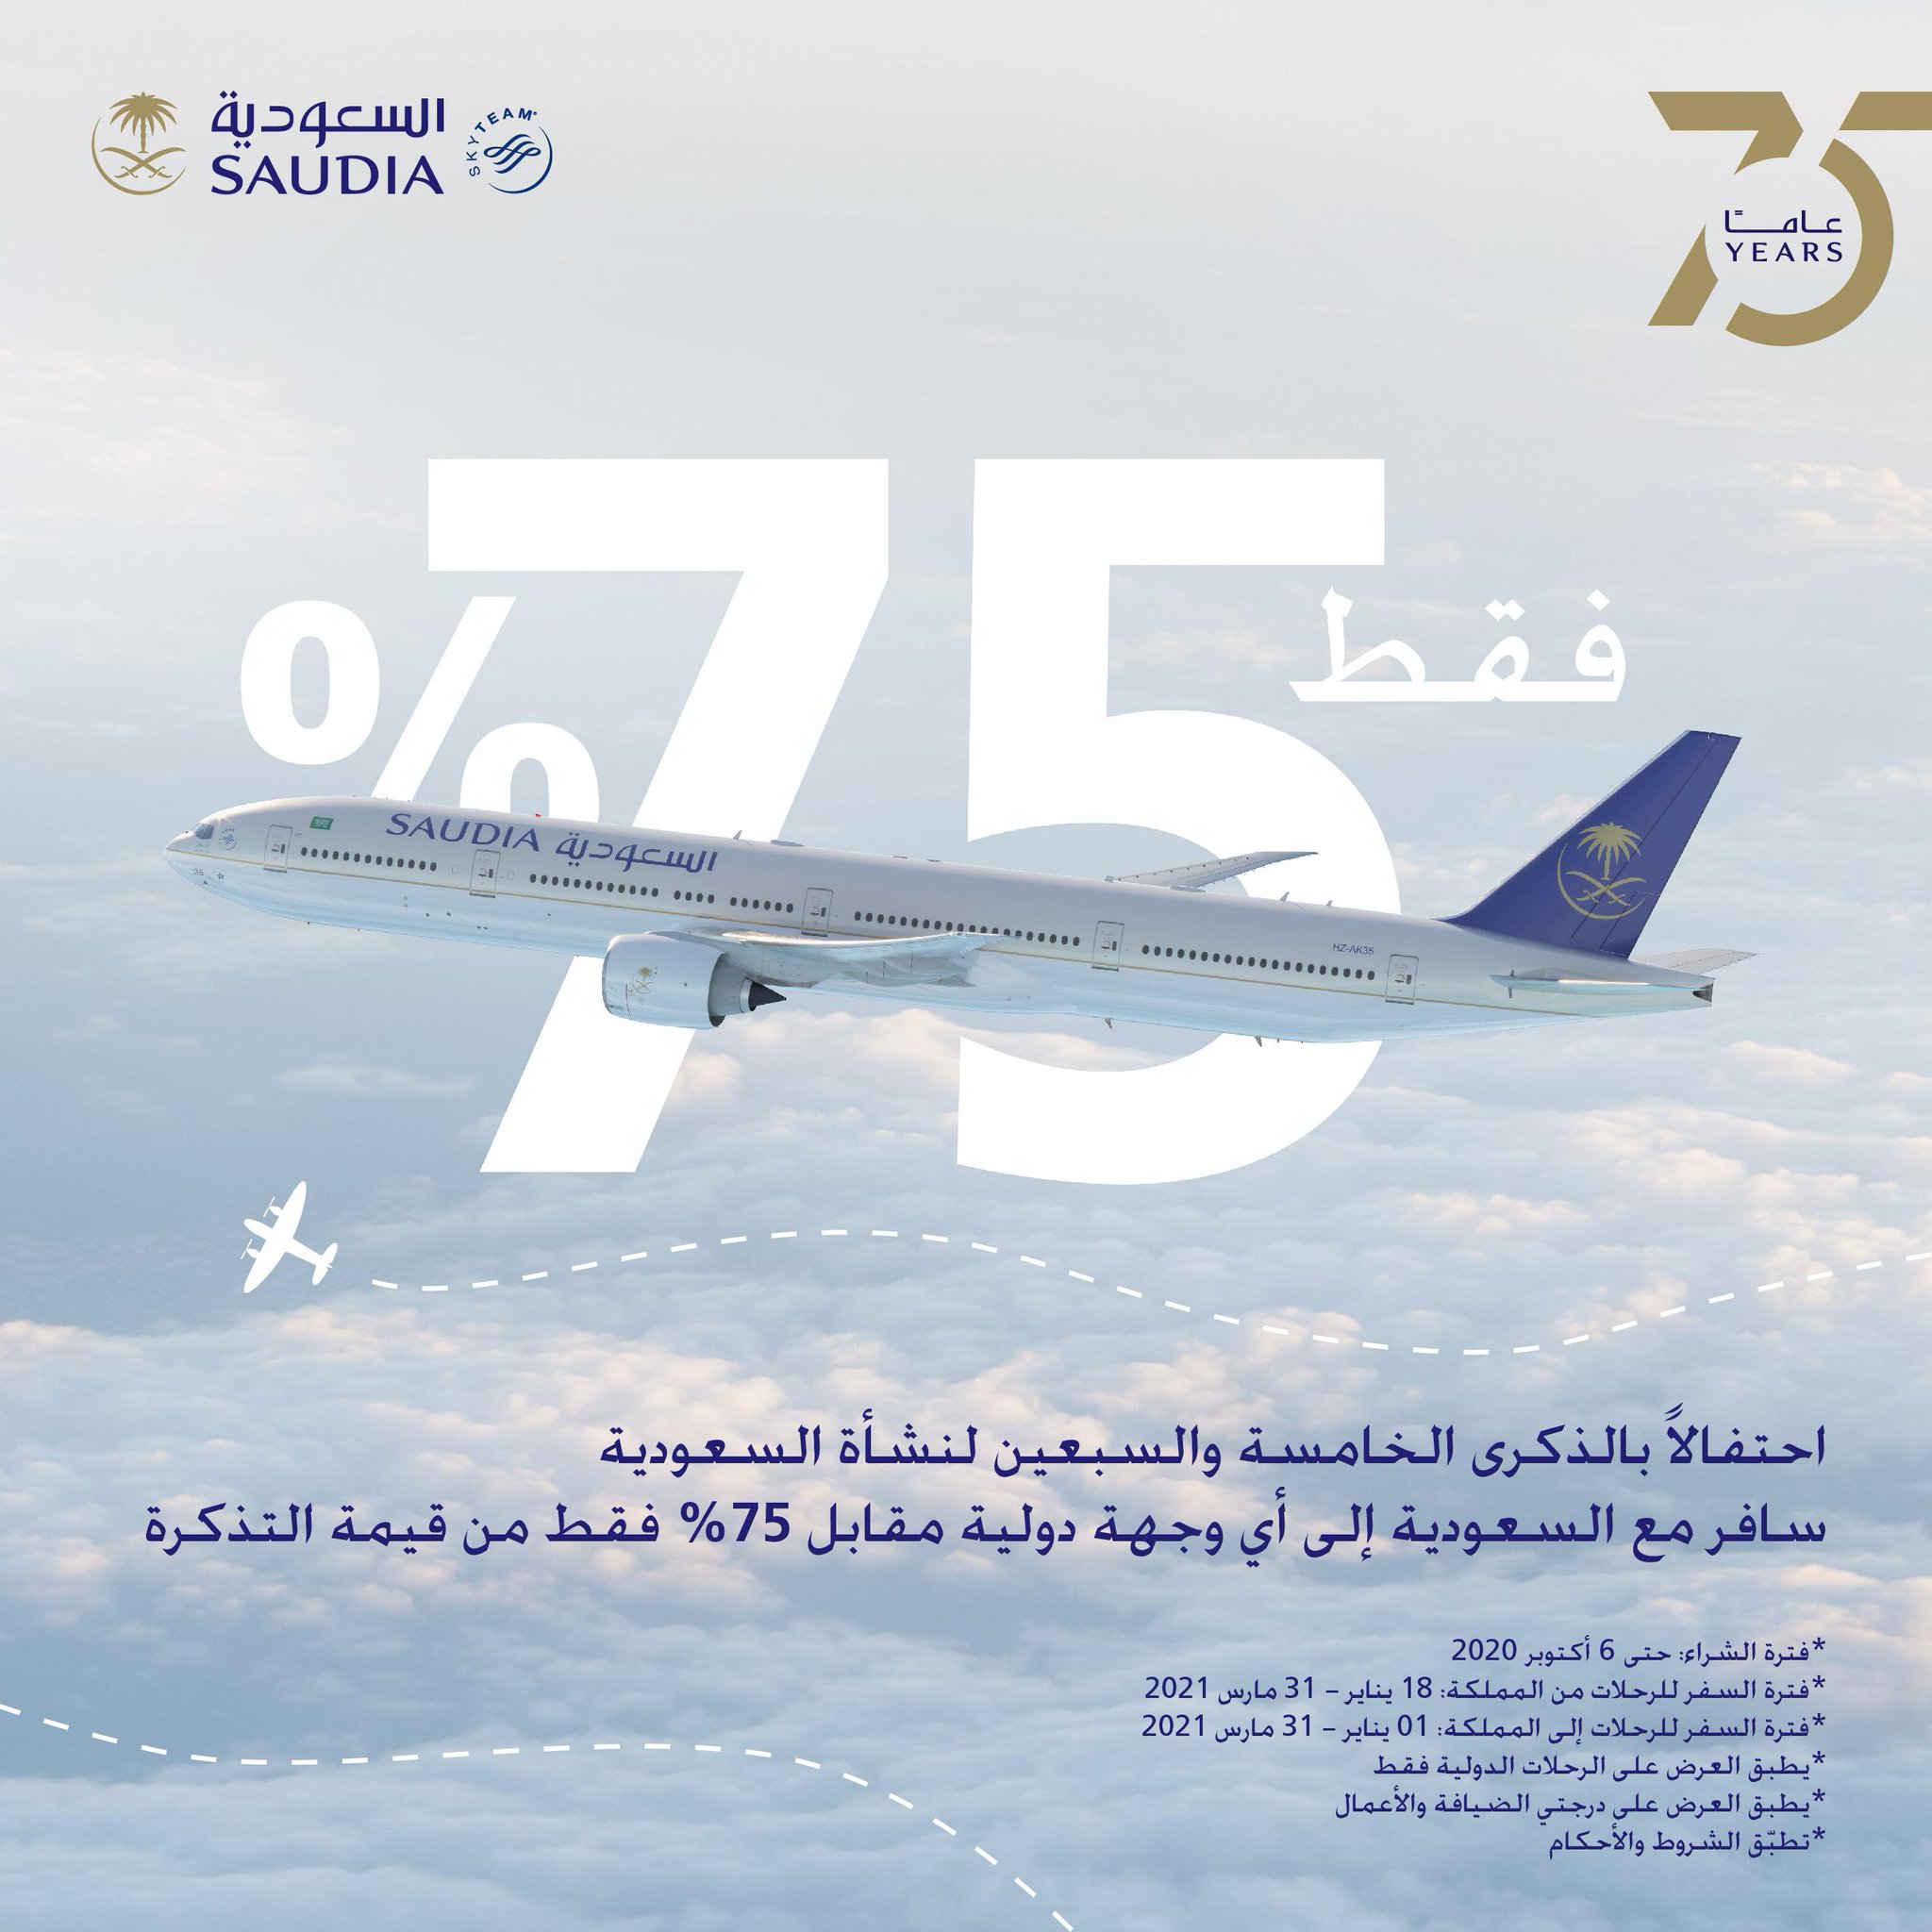 السعودية
SAUDIA
SKYTEAM
75
عامًا
YEARS
فقط
%75
SAUDIA السعودية
HZ-AK35
35
احتفالاً بالذكرى الخامسة والسبعين لنشأة السعودية
سافر مع السعودية إلى أي وجهة دولية مقابل 75% فقط من قيمة التذكرة
*فترة الشراء: حتى 6 أكتوبر 2020
*فترة السفر للرحلات من المملكة: 18 يناير – 31 مارس 2021
*فترة السفر للرحلات إلى المملكة: 01 يناير – 31 مارس 2021
*يطبق العرض على الرحلات الدولية فقط
*يطبق العرض على درجتي الضيافة والأعمال
*تطبّق الشروط والأحكام